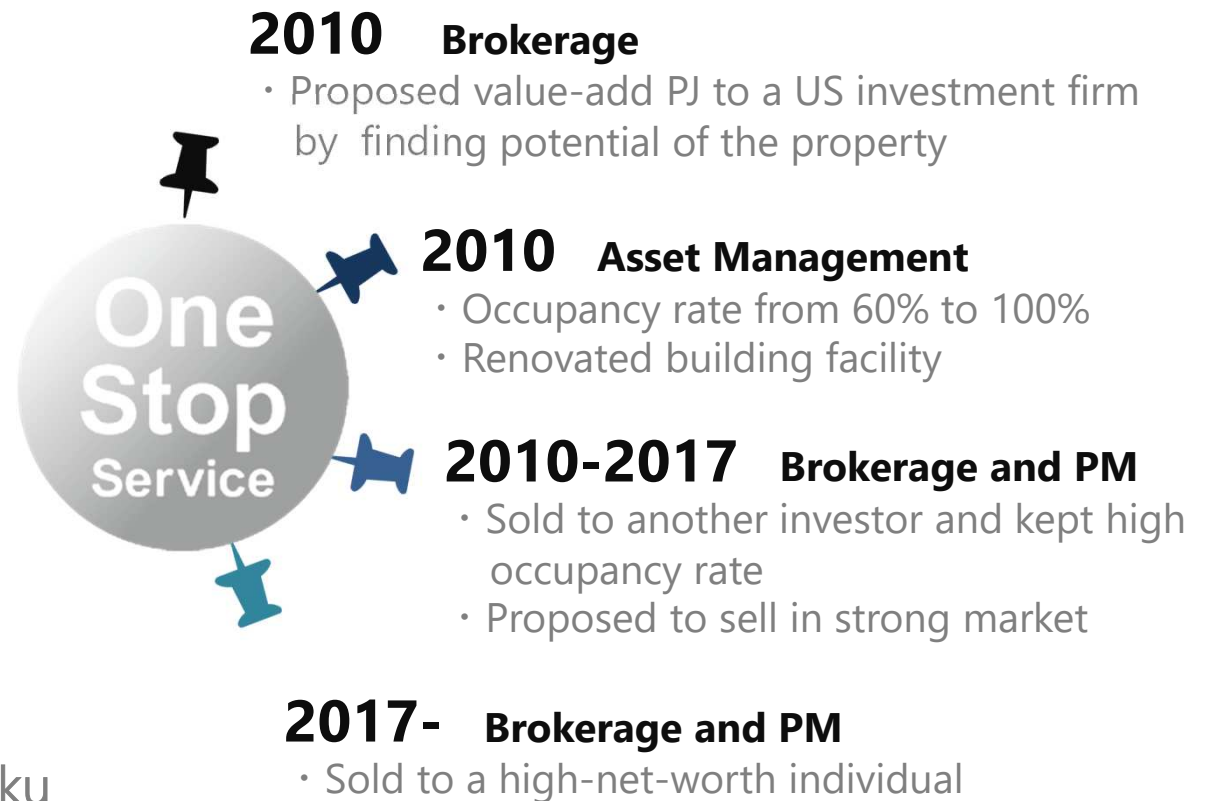 2010 Brokerage
・Proposed value-add PJ to a US investment firm
by finding potential of the property
One
Stop
Service
2010 Asset Management
・Occupancy rate from 60% to 100%
・Renovated building facility
2010-2017 Brokerage and PM
・Sold to another investor and kept high
occupancy rate
・Proposed to sell in strong market
2017- Brokerage and PM
・Sold to a high-net-worth individual
ku